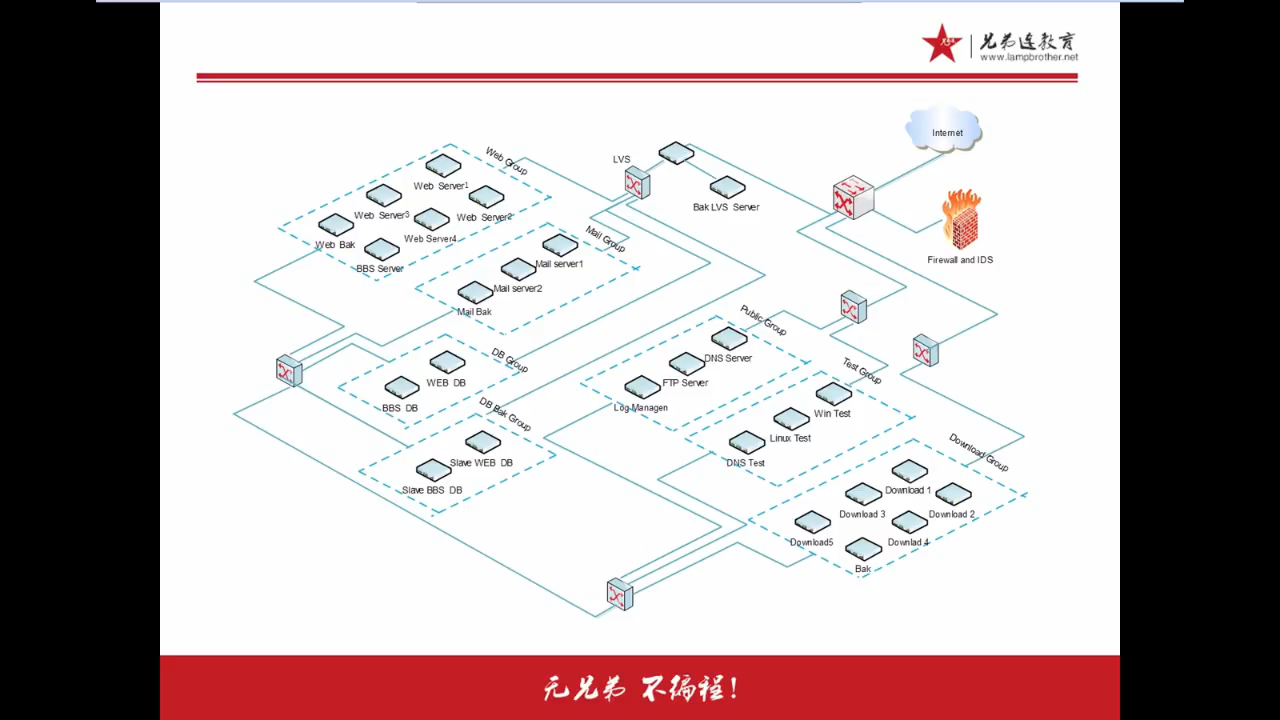 兄弟连教育
www.lampbrother.net
Internet
Firewall and IDS
LVS
Bak LVS Server
Web Group
Web Server1
Web Server3
Web Server2
Web Server4
Web Bak
BBS Server
Mail Group
Mail server1
Mail server2
Mail Bak
DB Group
WEB DB
BBS DB
DB Bak Group
Slave WEB DB
Slave BBS DB
Public Group
DNS Server
FTP Server
Log Managen
Test Group
Win Test
Linux Test
DNS Test
Download Group
Download 1
Download 2
Download 3
Downlad 4
Download5
Bak
无兄弟 不编程!